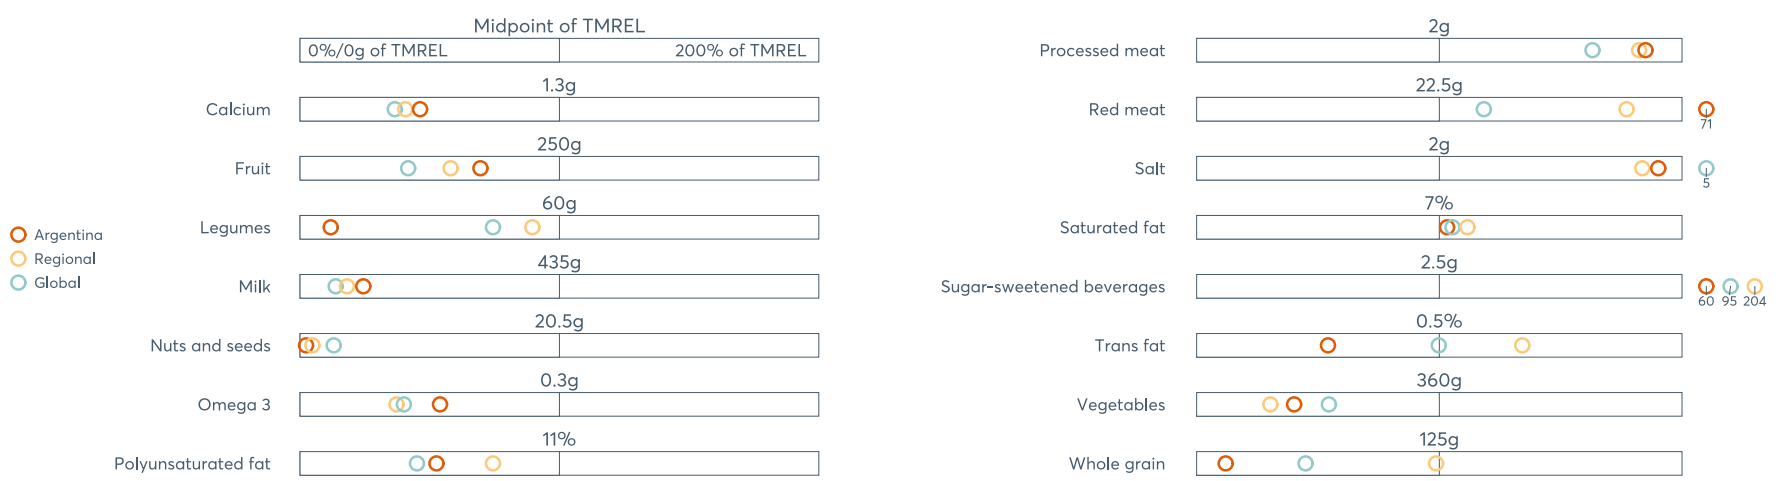 Midpoint of TMREL
0%/0g of TMREL 200% of TMREL
1.3g
Calcium
250g
Fruit
60g
Legumes
435g
Milk
20.5g
Nuts and seeds
0.3g
Omega 3
11%
Polyunsaturated fat
Argentina
Regional
Global
2g
Processed meat
22.5g
Red meat
71
2g
Salt
5
7%
Saturated fat
2.5g
Sugar-sweetened beverages
60 95 204
0.5%
Trans fat
360g
Vegetables
125g
Whole grain